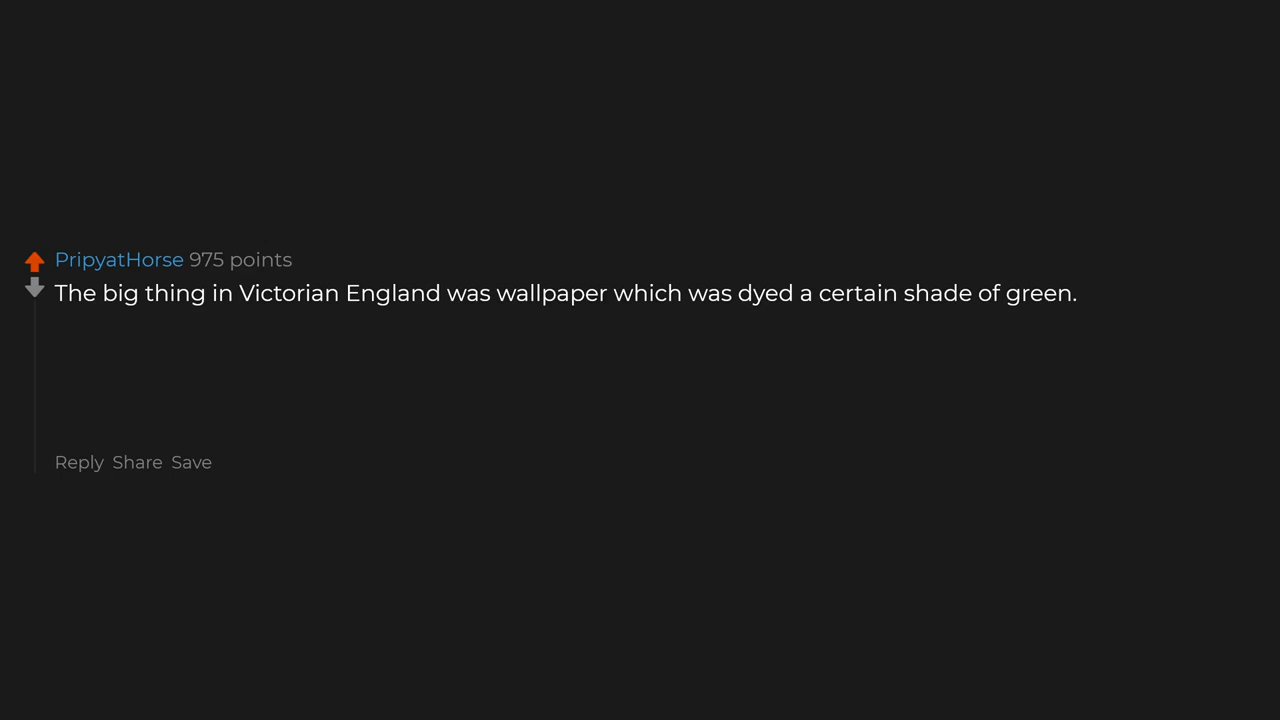 PripyatHorse 975 points
The big thing in Victorian England was wallpaper which was dyed a certain shade of green.
Reply Share Save